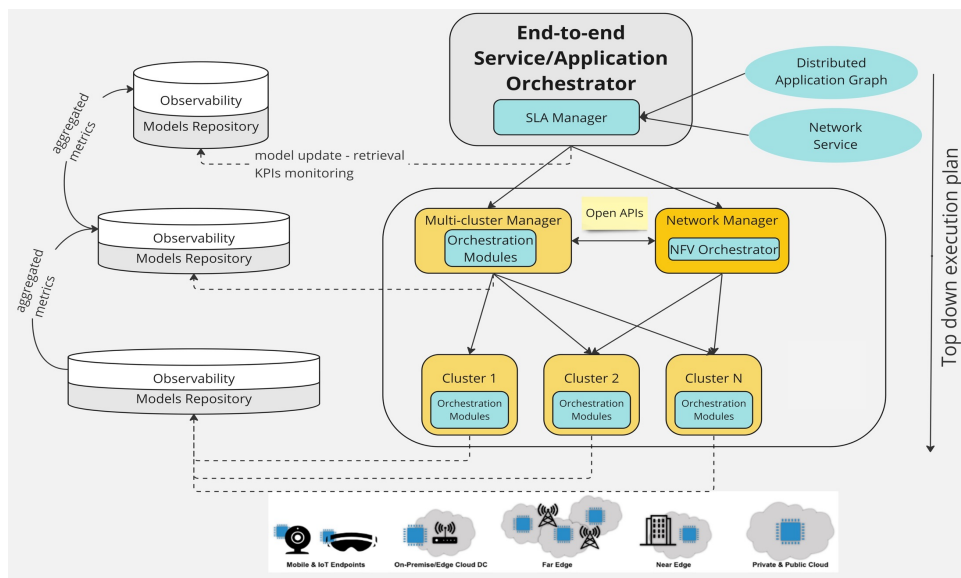 End-to-end
Service/Application
Orchestrator
SLA Manager
Distributed
Application Graph
Network
Service
Observability
Models Repository
aggregated
metrics
model update - retrieval
KPIs monitoring
Top down execution plan
Multi-cluster Manager
Orchestration
Modules
Open APIs
Network Manager
NFV Orchestrator
Observability
Models Repository
aggregated
metrics
Observability
Models Repository
Cluster 1
Orchestration
Modules
Cluster 2
Orchestration
Modules
Cluster N
Orchestration
Modules
Mobile & IoT Endpoints
On-Premise/Edge Cloud DC
Far Edge
Near Edge
Private & Public Cloud